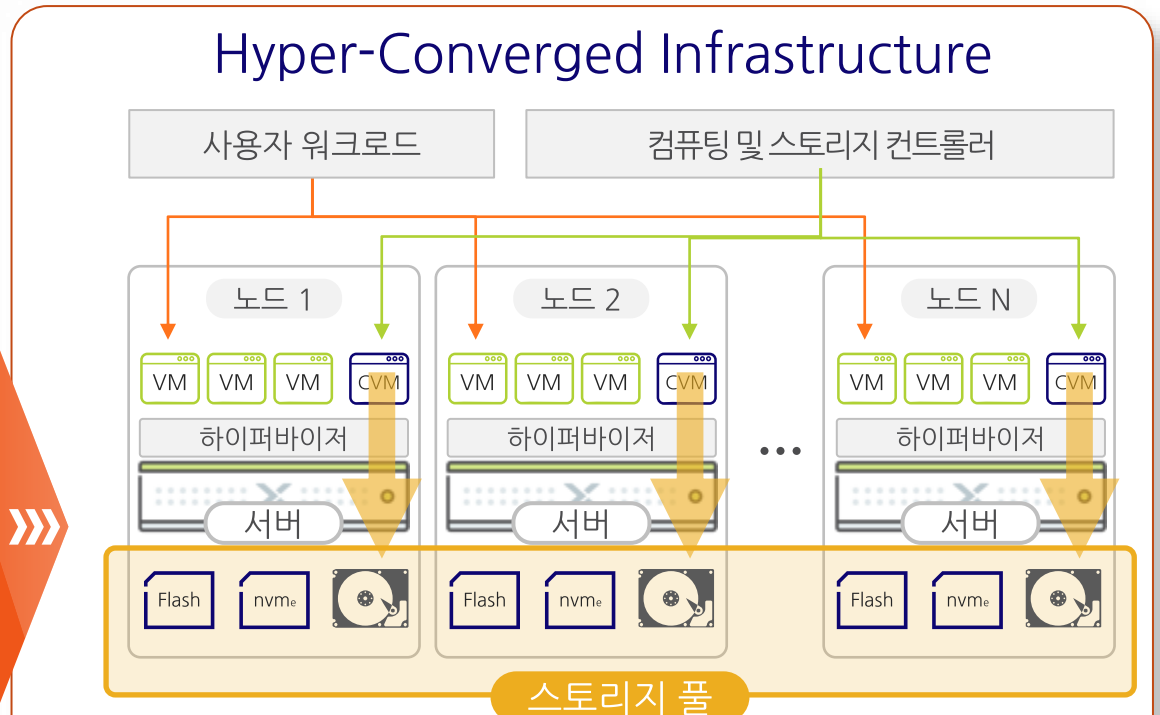 Hyper-Converged Infrastructure
사용자 워크로드
컴퓨팅 및 스토리지 컨트롤러
노드 1
노드 2
노드 N
VM VM VM CVM
VM VM VM CVM
VM VM VM CVM
하이퍼바이저
하이퍼바이저
...
하이퍼바이저
서버
서버
서버
Flash nvme
Flash nvme
Flash nvme
스토리지 풀